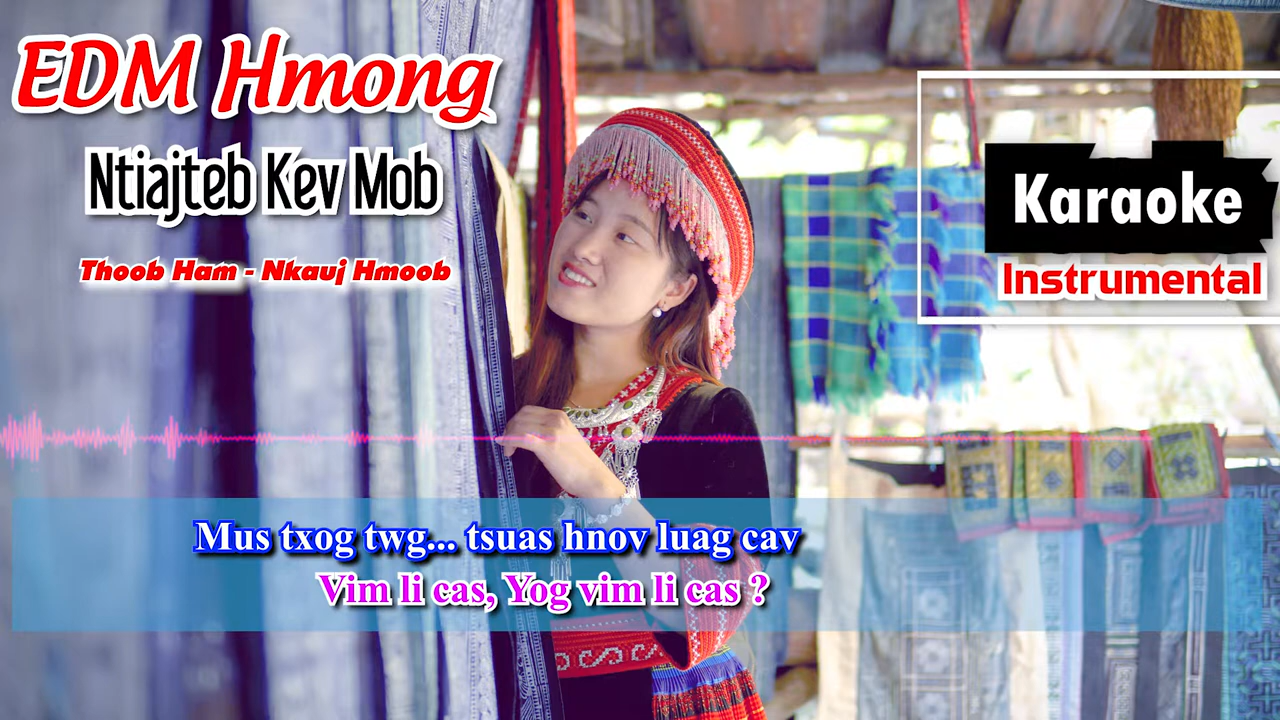 EDM Hmong
Ntiajteb Kev Mob
Thoob Ham - Nkauj Hmoob
Karaoke
Instrumental
Mus txog twg... tsuas hnov luag cav
Vim li cas, Yog vim li cas ?